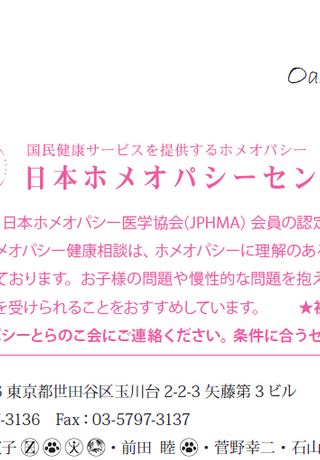 Oa
国民健康サービスを提供するホメオパシー
日本ホメオパシーセン
日本ホメオパシー医学協会(JPHMA) 会員の認定
メオパシー健康相談は、ホメオパシーに理解のある
ております。お子様の問題や慢性的な問題を抱え
を受けられることをおすすめしています。 ★
パシーとらのこ会にご連絡ください。条件に合うセ
東京都世田谷区玉川台 2-2-3 矢藤第3ビル
-3136 Fax：03-5797-3137
子 Ⓩ ・前田 睦 ・菅野幸二・石山